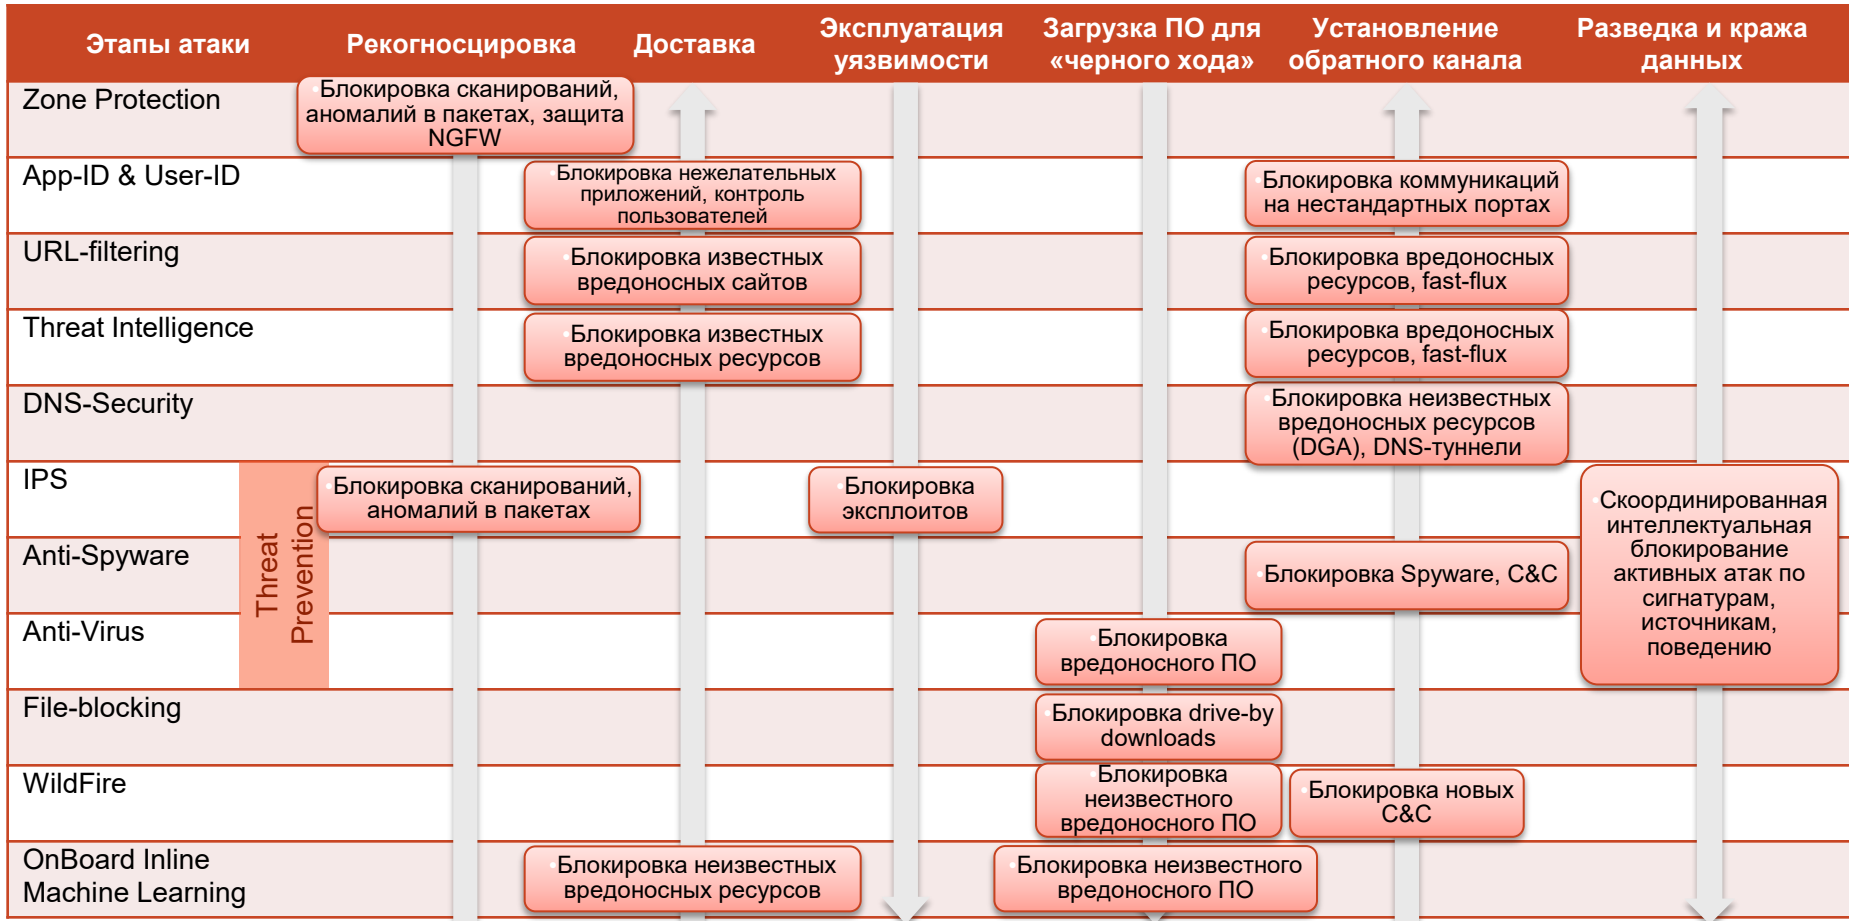 Этапы атаки
Рекогносцировка
Доставка
Эксплуатация
уязвимости
Загрузка ПО для
«черного хода»
Установление
обратного канала
Разведка и кража
данных
Zone Protection
Блокировка сканирований,
аномалий в пакетах, защита
NGFW
App-ID & User-ID
Блокировка нежелательных
приложений, контроль
пользователей
Блокировка коммуникаций
на нестандартных портах
URL-filtering
Блокировка известных
вредоносных сайтов
Блокировка вредоносных
ресурсов, fast-flux
Threat Intelligence
Блокировка известных
вредоносных ресурсов
Блокировка вредоносных
ресурсов, fast-flux
DNS-Security
Блокировка неизвестных
вредоносных ресурсов
(DGA), DNS-туннели
Threat
Prevention
IPS
Блокировка сканирований,
аномалий в пакетах
Блокировка
эксплоитов
Скоординированная
интеллектуальная
блокирование
активных атак по
сигнатурам,
источникам,
поведению
Anti-Spyware
Блокировка Spyware, C&C
Anti-Virus
Блокировка
вредоносного ПО
File-blocking
Блокировка drive-by
downloads
WildFire
Блокировка
неизвестного
вредоносного ПО
Блокировка новых
C&C
OnBoard Inline
Machine Learning
Блокировка неизвестных
вредоносных ресурсов
Блокировка неизвестного
вредоносного ПО